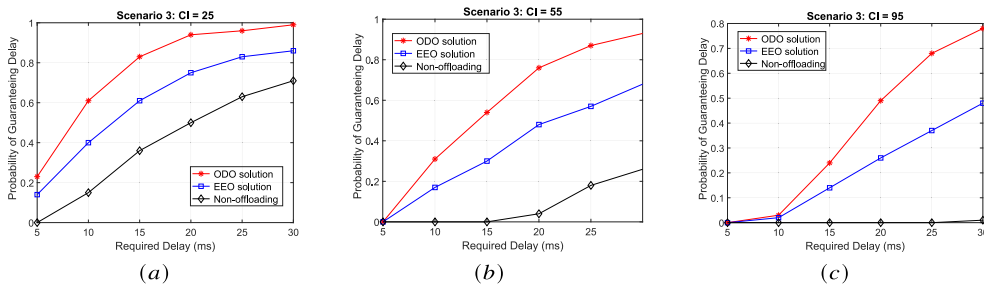 Scenario 3: CI = 25
Probability of Guaranteeing Delay
1
0.8
0.6
0.4
0.2
0
ODO solution
EEO solution
Non-offloading
5 10 15 20 25 30
Required Delay (ms)
(a)
Scenario 3: CI = 55
Probability of Guaranteeing Delay
1
0,8
0,6
0,4
0,2
0
ODO solution
EEO solution
Non-offloading
5 10 15 20 25
Required Delay (ms)
(b)
Scenario 3: CI = 95
Probability of Guaranteeing Delay
0.8
0.7
0.6
0.5
0.4
0.3
0.2
0.1
0
ODO solution
EEO solution
Non-offloading
5 10 15 20 25 30
Required Delay (ms)
(c)